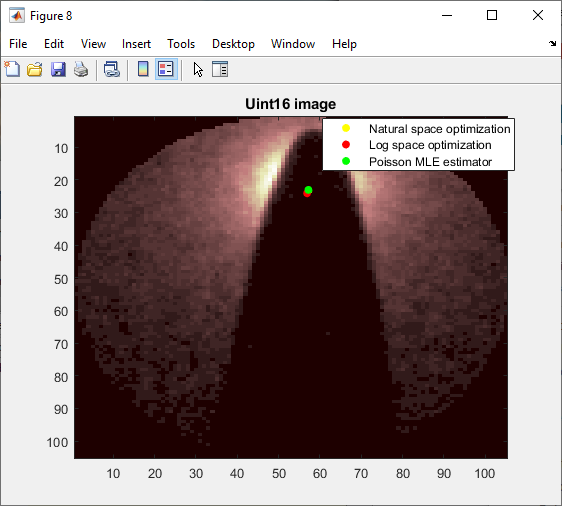 Figure 8
File Edit View Insert Tools Desktop Window Help
Uint16 image
Natural space optimization
Log space optimization
Poisson MLE estimator
10
20
30
40
50
60
70
80
90
100
10 20 30 40 50 60 70 80 90 100